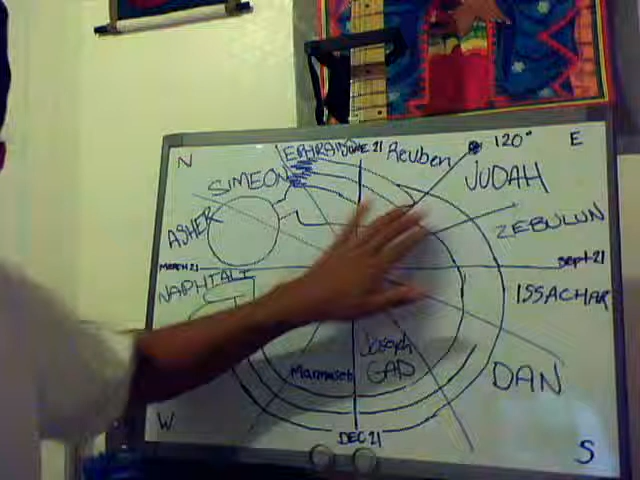 N
EPHRAIM
JUNE 21
Reuben
120°
E
SIMEON
JUDAH
ASHER
ZEBULUN
MARCH 21
Sept-21
NAPHTALI
ISSACHAR
Joseph
Marmaseh
GAD
DAN
W
DEC 21
S